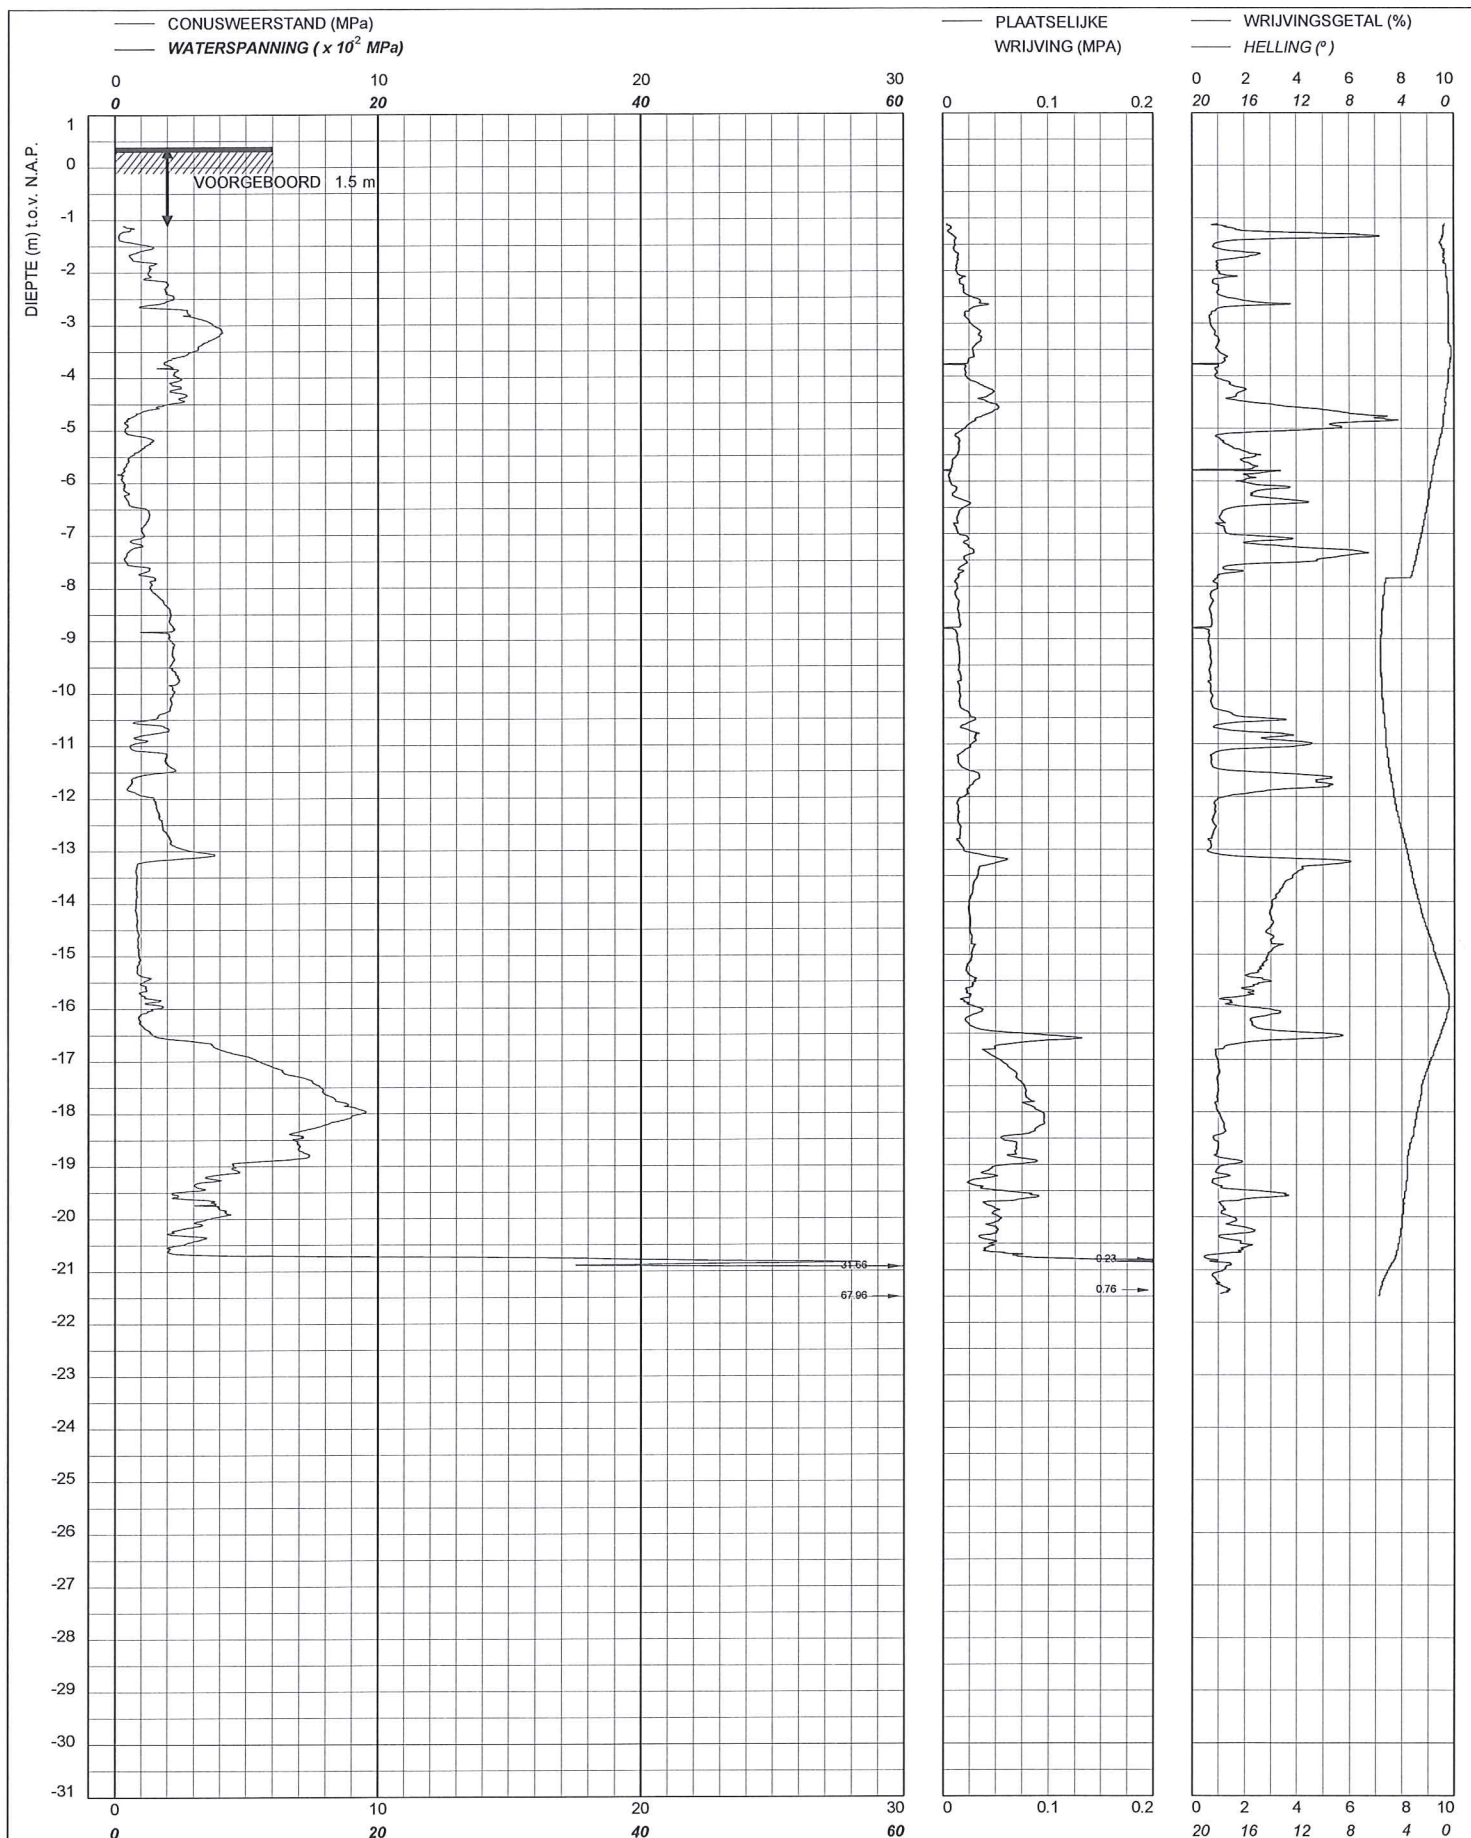 CONUSWEERSTAND (MPa)
WATERSPANNING ( x 10⁻² MPa)
PLAATSELIJKE
WRIJVING (MPA)
WRIJVINGSGETAL (%)
HELLING (º)
0 10 20 30
0 20 40 60
0 0.1 0.2
0 2 4 6 8 10
20 16 12 8 4 0
DIEPTE (m) t.o.v. N.A.P.
1
0
VOORGEBOORD 1.5 m
-1
-2
-3
-4
-5
-6
-7
-8
-9
-10
-11
-12
-13
-14
-15
-16
-17
-18
-19
-20
-21
31.66
0.23
67.96
0.76
-22
-23
-24
-25
-26
-27
-28
-29
-30
-31
0 10 20 30
0 20 40 60
0 0.1 0.2
0 2 4 6 8 10
20 16 12 8 4 0